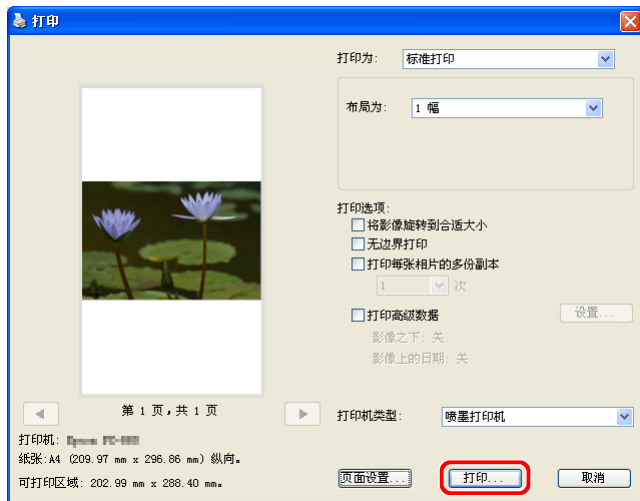 打印
打印为: 标准打印
布局为: 1 幅
打印选项:
将影像旋转到合适大小
无边界打印
打印每张相片的多份副本
1 次
打印高级数据 设置...
影像之下: 关
影像上的日期: 关
第 1 页,共 1 页
打印机类型: 喷墨打印机
打印机:
纸张:A4 (209.97 mm x 296.86 mm) 纵向。
可打印区域: 202.99 mm x 288.40 mm。
页面设置... 打印... 取消